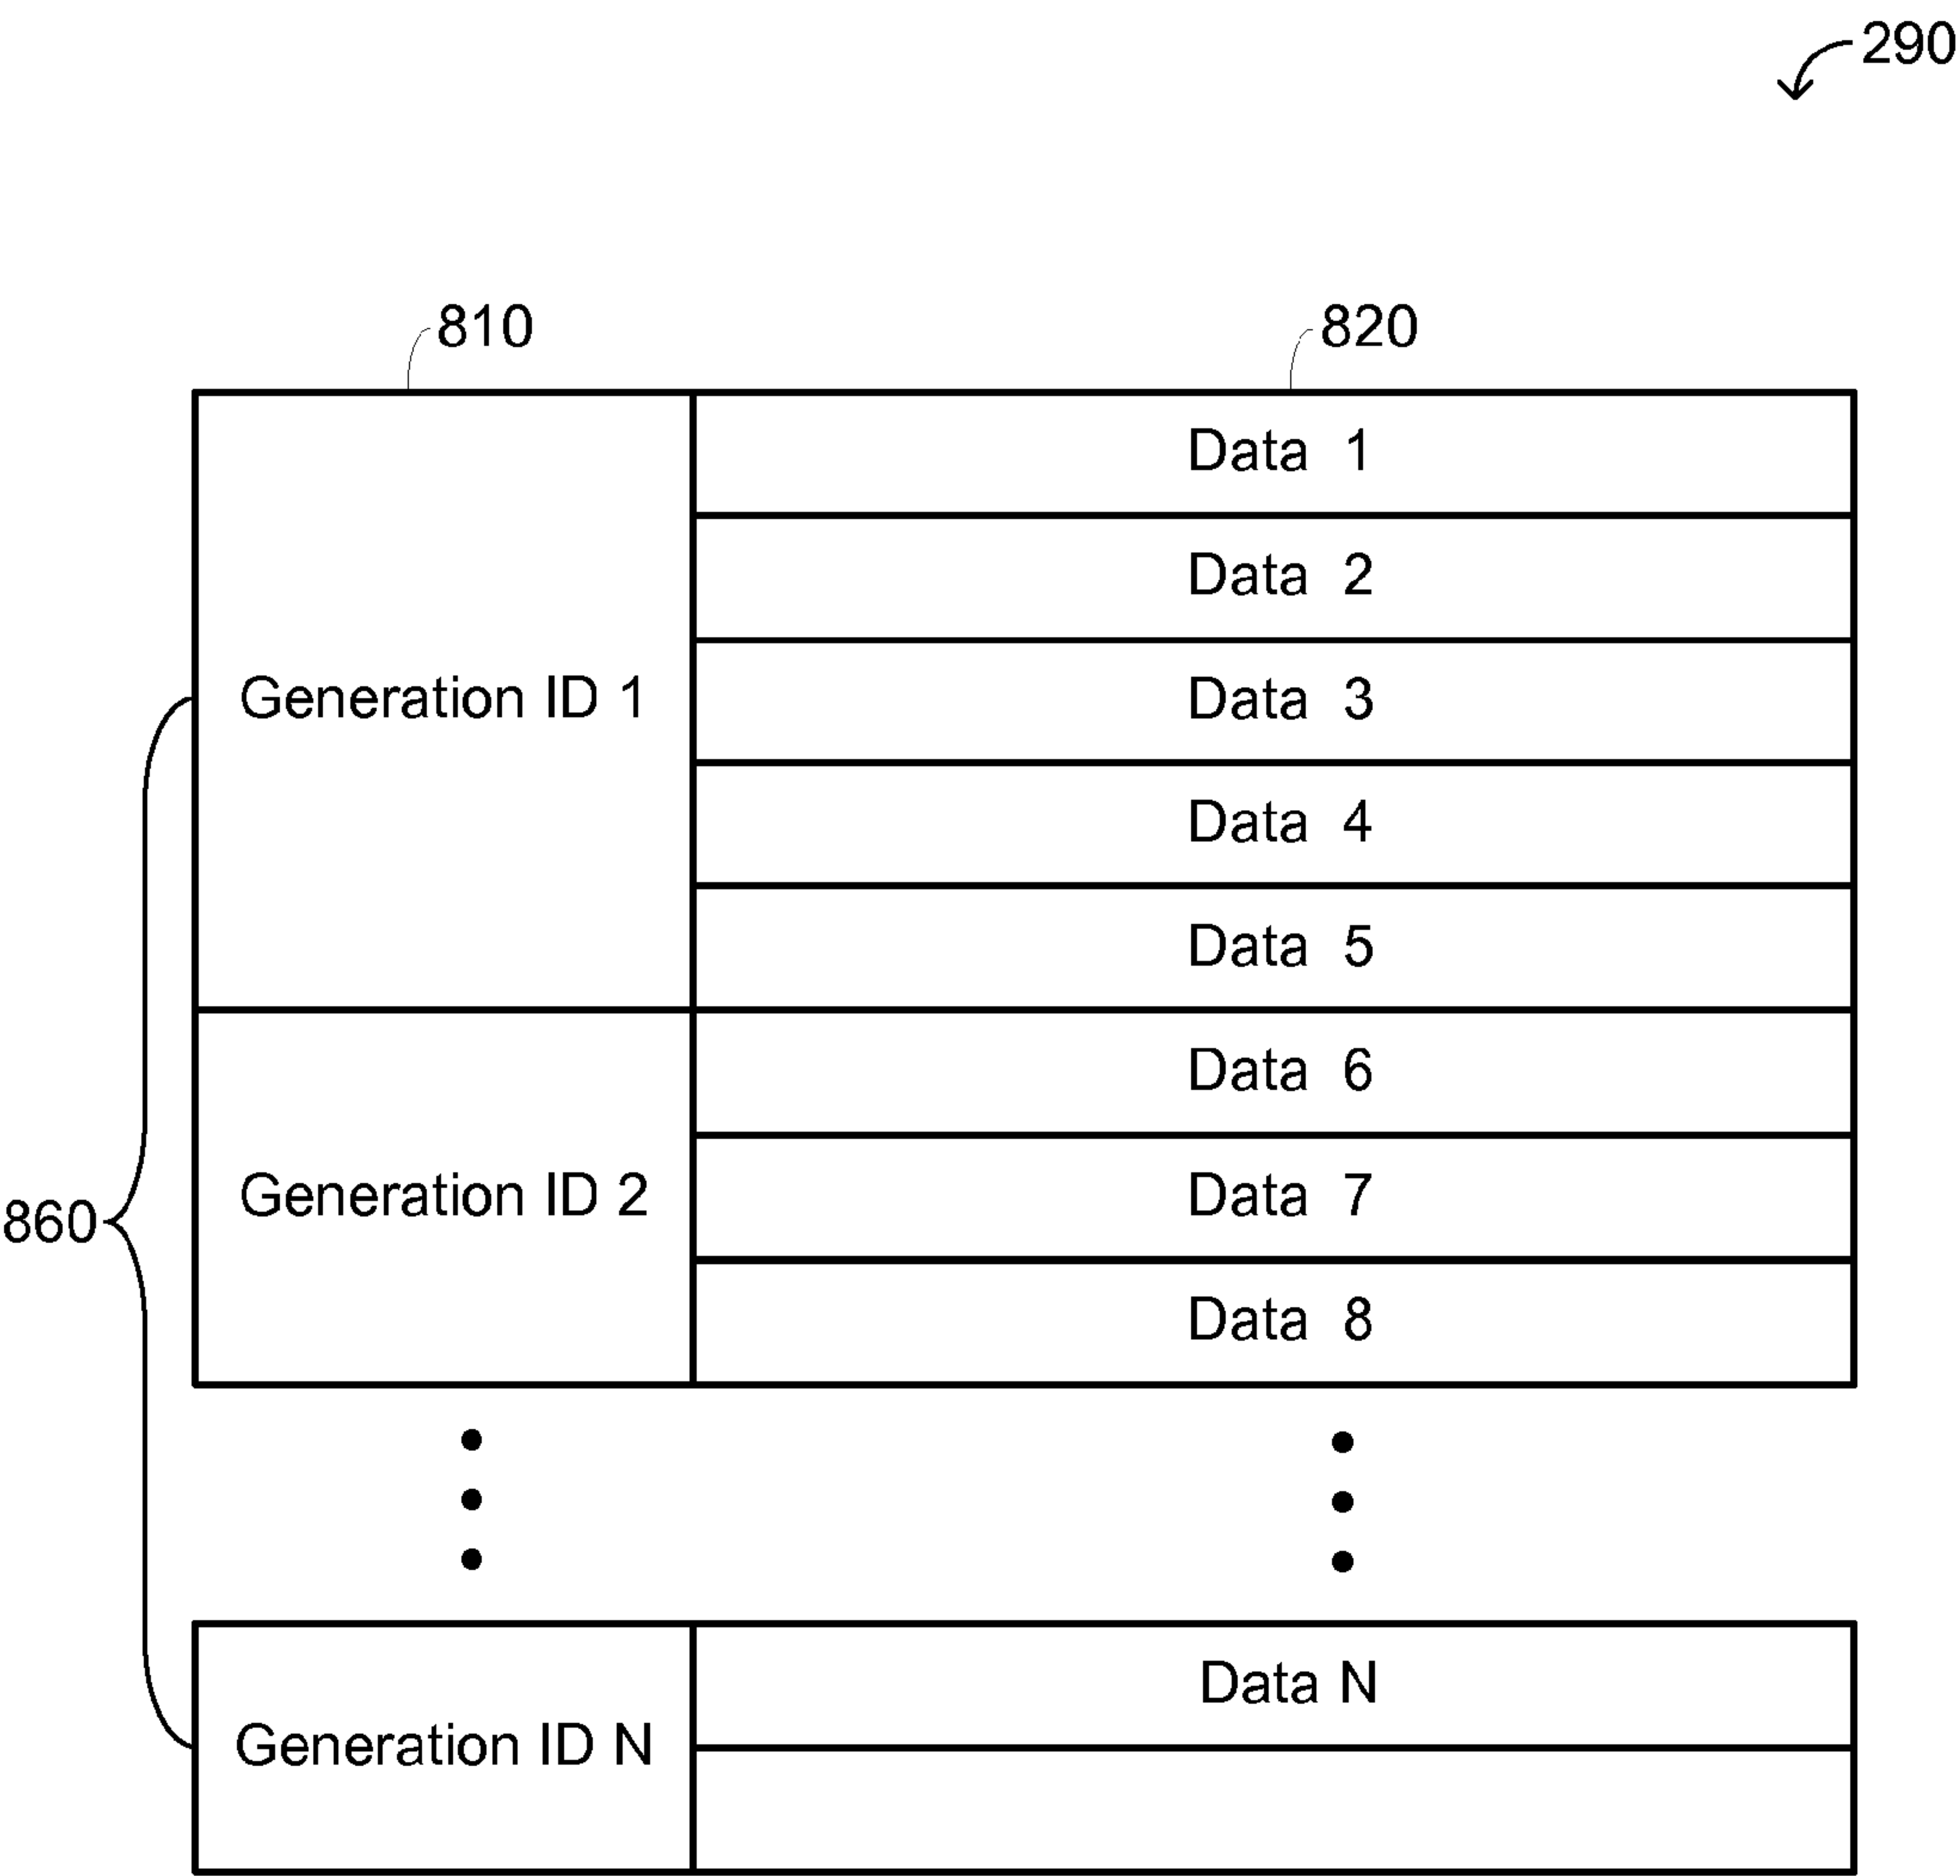 290
810
820
Data 1
Data 2
Generation ID 1
Data 3
Data 4
Data 5
Data 6
860
Generation ID 2
Data 7
Data 8
Data N
Generation ID N